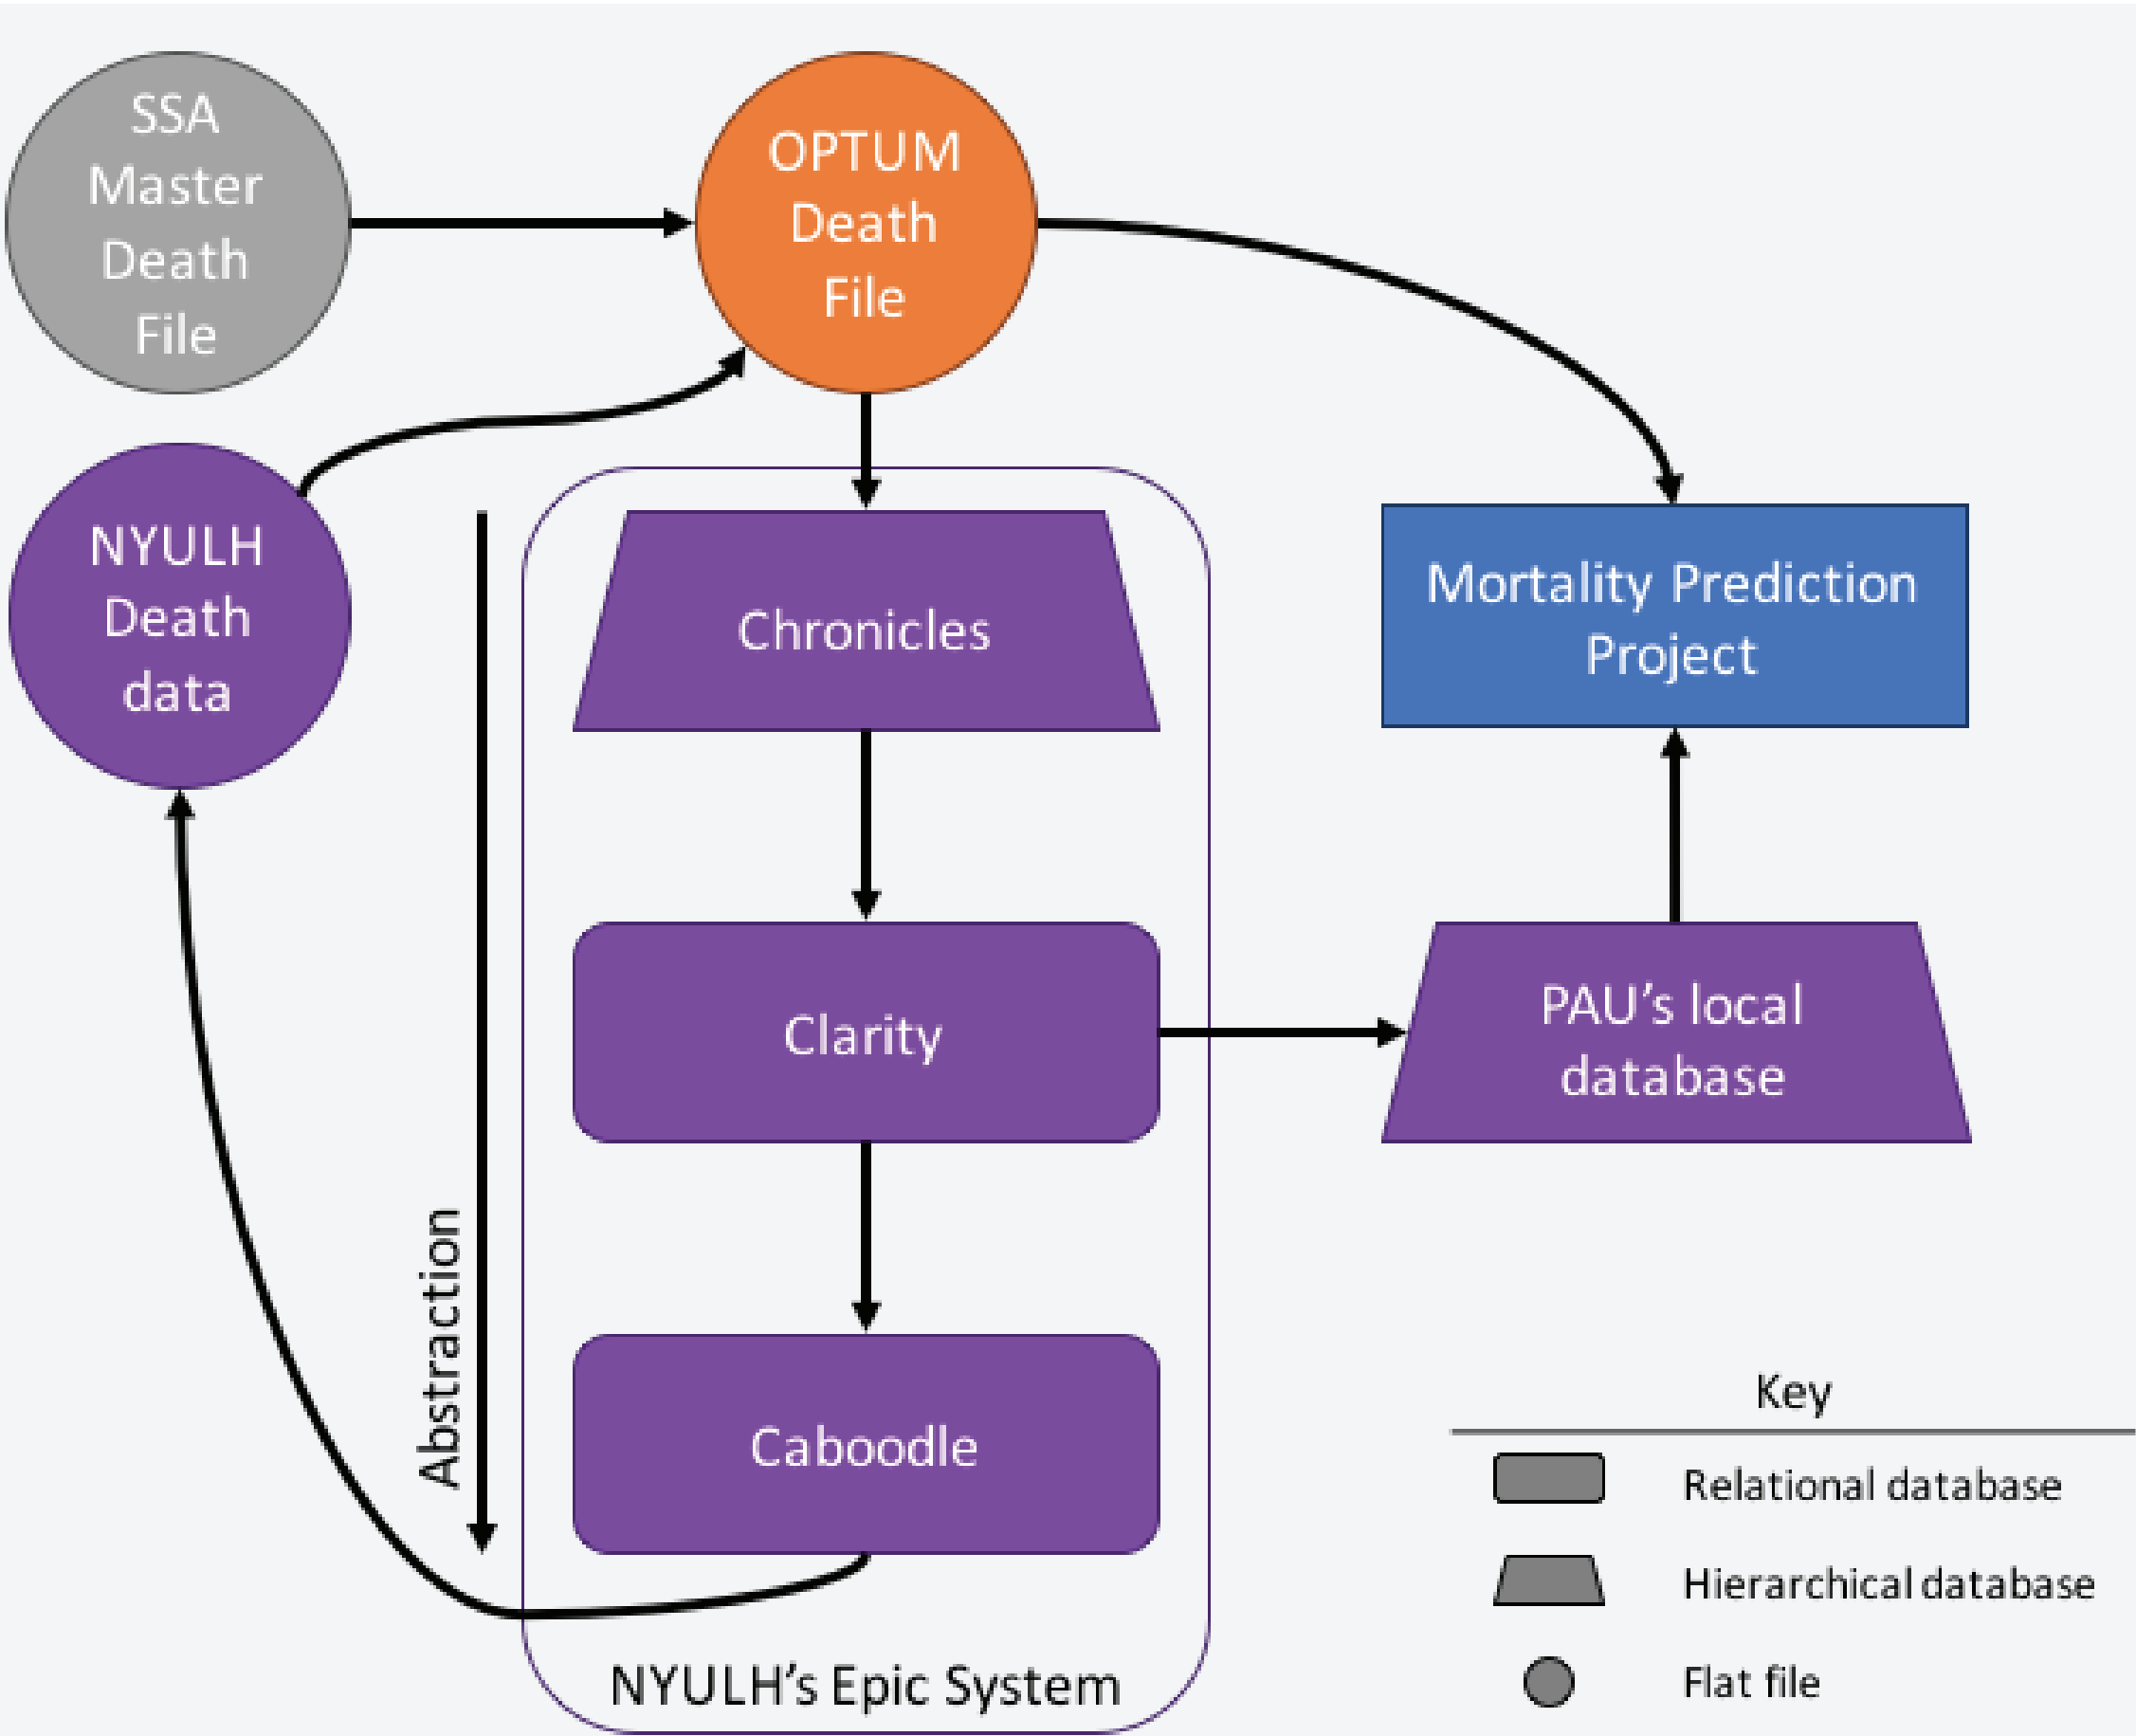 SSA
Master
Death
File
OPTUM
Death
File
NYULH
Death
data
Chronicles
Mortality Prediction
Project
Clarity
PAU’s local
database
Abstraction
Caboodle
NYULH’s Epic System
Key
Relational database
Hierarchical database
Flat file